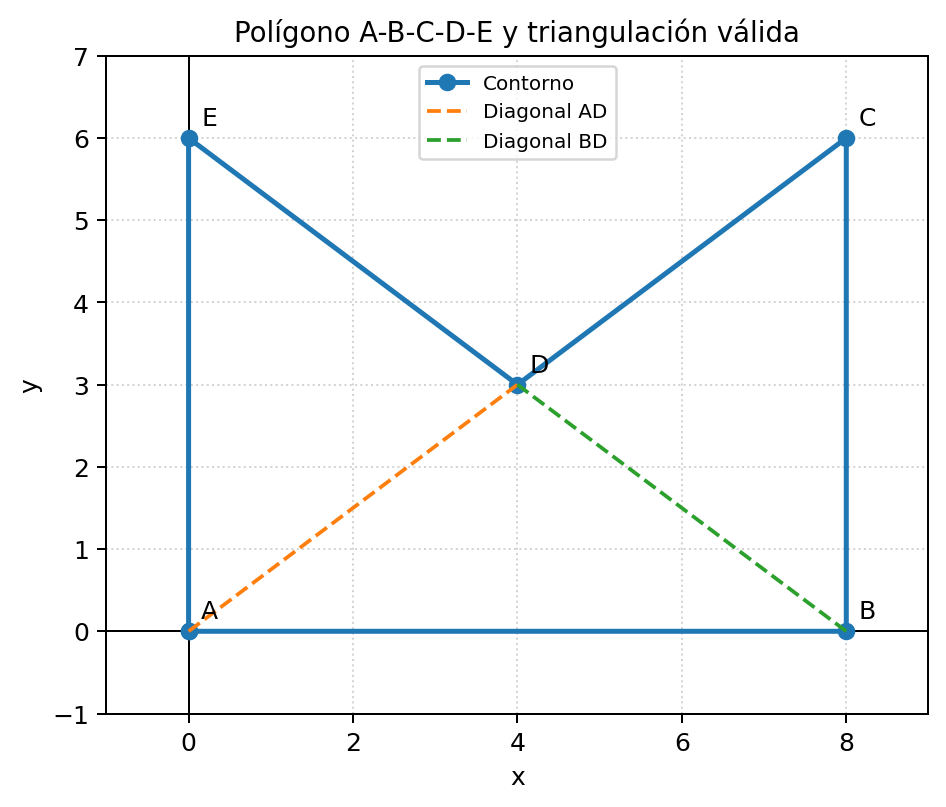 Polígono A-B-C-D-E y triangulación válida
Contorno
Diagonal AD
Diagonal BD
E
C
D
A
B
7
6
5
4
3
2
1
0
−1
y
0
2
4
6
8
x